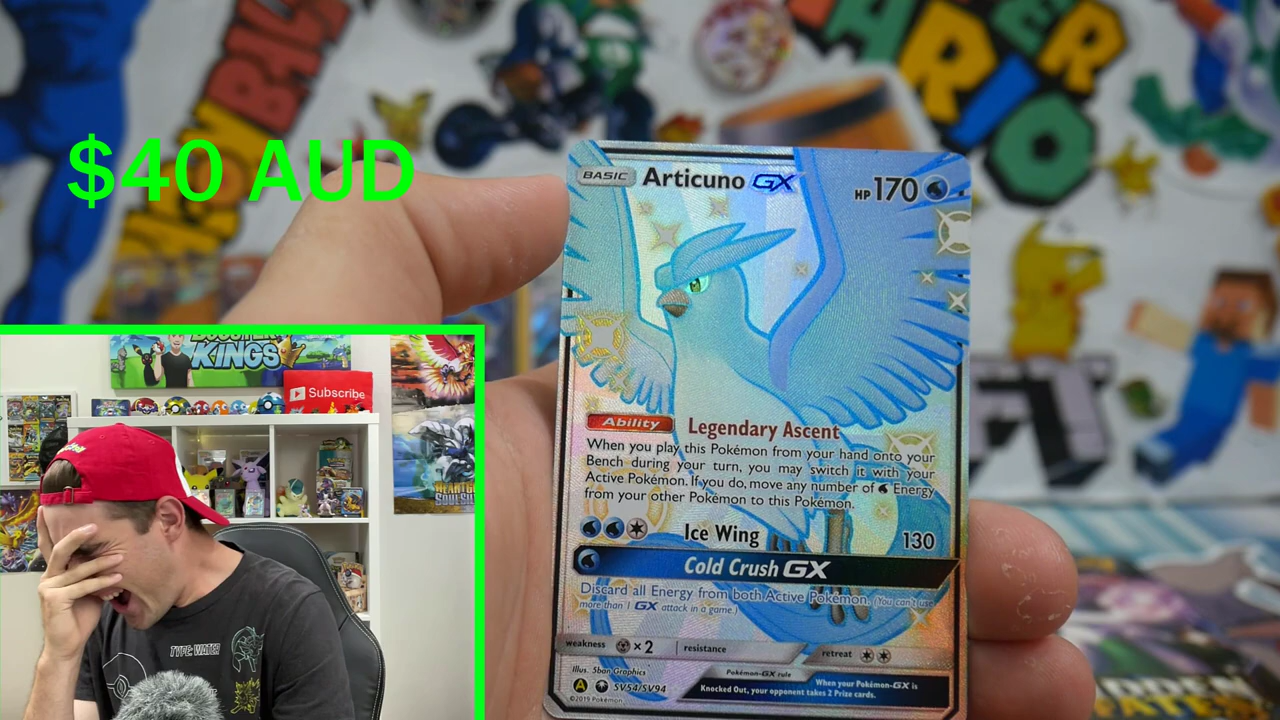 $40 AUD
BASIC Articuno GX HP 170
Ability Legendary Ascent
When you play this Pokémon from your hand onto your
Bench during your turn, you may switch it with your
Active Pokémon. If you do, move any number of Energy
from your other Pokémon to this Pokémon.
Ice Wing 130
Cold Crush GX
Discard all Energy from both Active Pokémon. (You can't use
more than 1 GX attack in a game.)
weakness ×2 resistance retreat
Illus. 5ban Graphics
Pokémon-GX rule
When your Pokémon-GX is
Knocked Out, your opponent takes 2 Prize cards.
A SV54/SV94
©2019 Pokémon
KINGS
Subscribe
TYPE: WATER